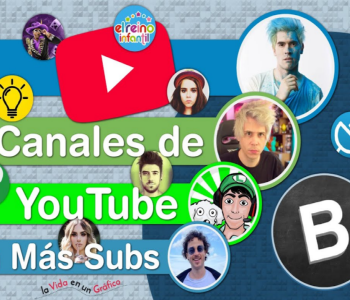 el reino
infantil
Canales de
YouTube
Más Subs
B
la Vida en un Gráfico